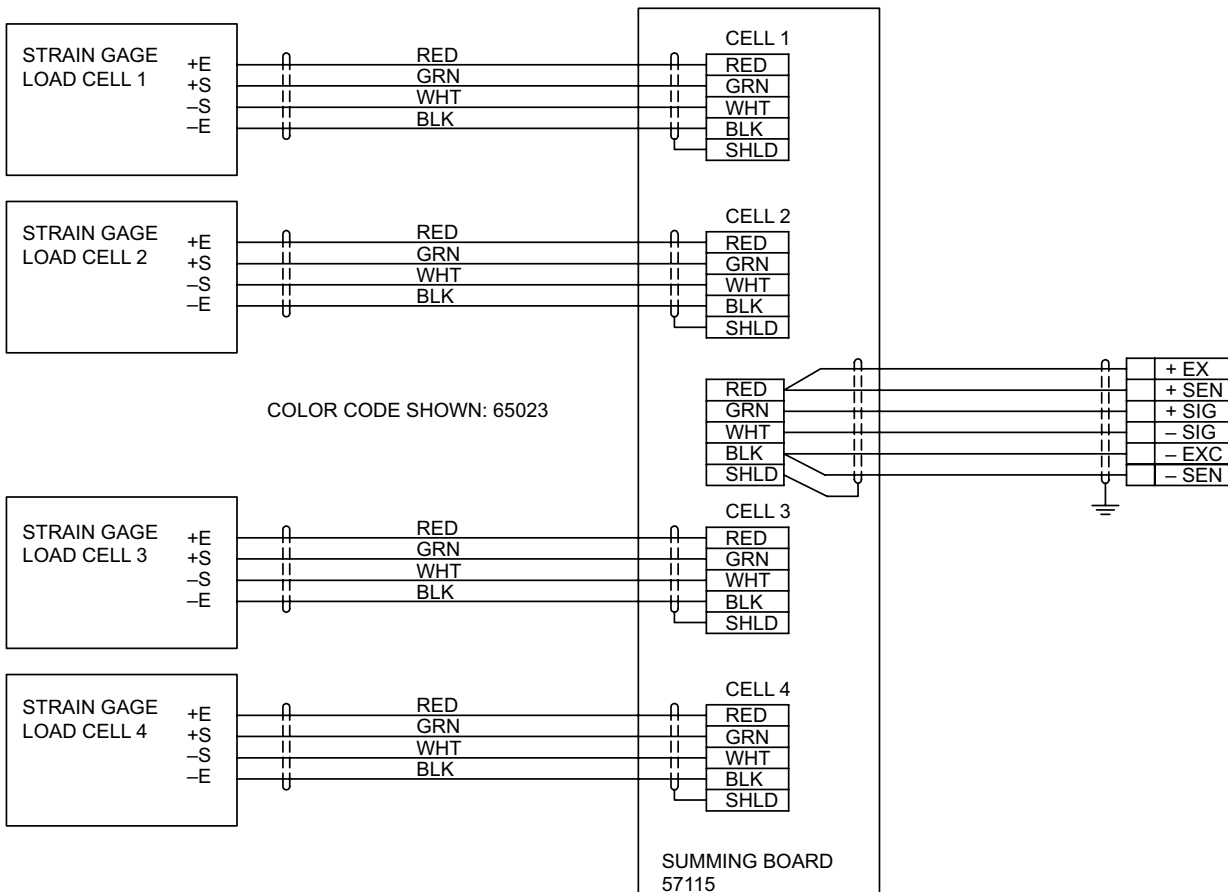 STRAIN GAGE
LOAD CELL 1
+E
+S
–S
–E
RED
GRN
WHT
BLK
CELL 1
RED
GRN
WHT
BLK
SHLD
STRAIN GAGE
LOAD CELL 2
+E
+S
–S
–E
RED
GRN
WHT
BLK
CELL 2
RED
GRN
WHT
BLK
SHLD
COLOR CODE SHOWN: 65023
RED
GRN
WHT
BLK
SHLD
+ EX
+ SEN
+ SIG
– SIG
– EXC
– SEN
STRAIN GAGE
LOAD CELL 3
+E
+S
–S
–E
RED
GRN
WHT
BLK
CELL 3
RED
GRN
WHT
BLK
SHLD
STRAIN GAGE
LOAD CELL 4
+E
+S
–S
–E
RED
GRN
WHT
BLK
CELL 4
RED
GRN
WHT
BLK
SHLD
SUMMING BOARD
57115